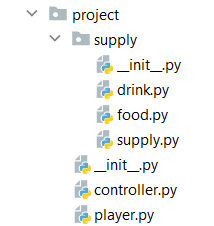 project
supply
__init__.py
drink.py
food.py
supply.py
__init__.py
controller.py
player.py